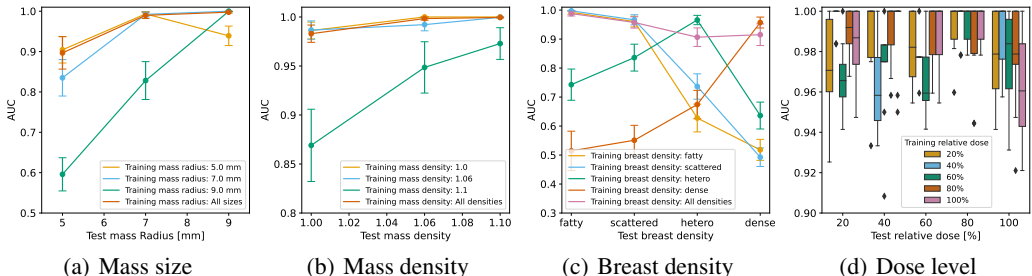 AUC
1.0
0.9
0.8
0.7
0.6
0.5
5 6 7 8 9
Test mass Radius [mm]
Training mass radius: 5.0 mm
Training mass radius: 7.0 mm
Training mass radius: 9.0 mm
Training mass radius: All sizes
(a) Mass size
AUC
1.00
0.95
0.90
0.85
0.8
1.00 1.02 1.04 1.06 1.08 1.10
Test mass density
Training mass density: 1.0
Training mass density: 1.06
Training mass density: 1.1
Training mass density: All densities
(b) Mass density
AUC
1.0
0.9
0.8
0.7
0.6
0.5
0.4
0.3
fatty scattered hetero dense
Test breast density
Training breast density: fatty
Training breast density: scattered
Training breast density: hetero
Training breast density: dense
Training breast density: All densities
(c) Breast density
AUC
1.00
0.98
0.96
0.94
0.92
0.90
20 40 60 80 100
Test relative dose [%]
Training relative dose
20%
40%
60%
80%
100%
(d) Dose level